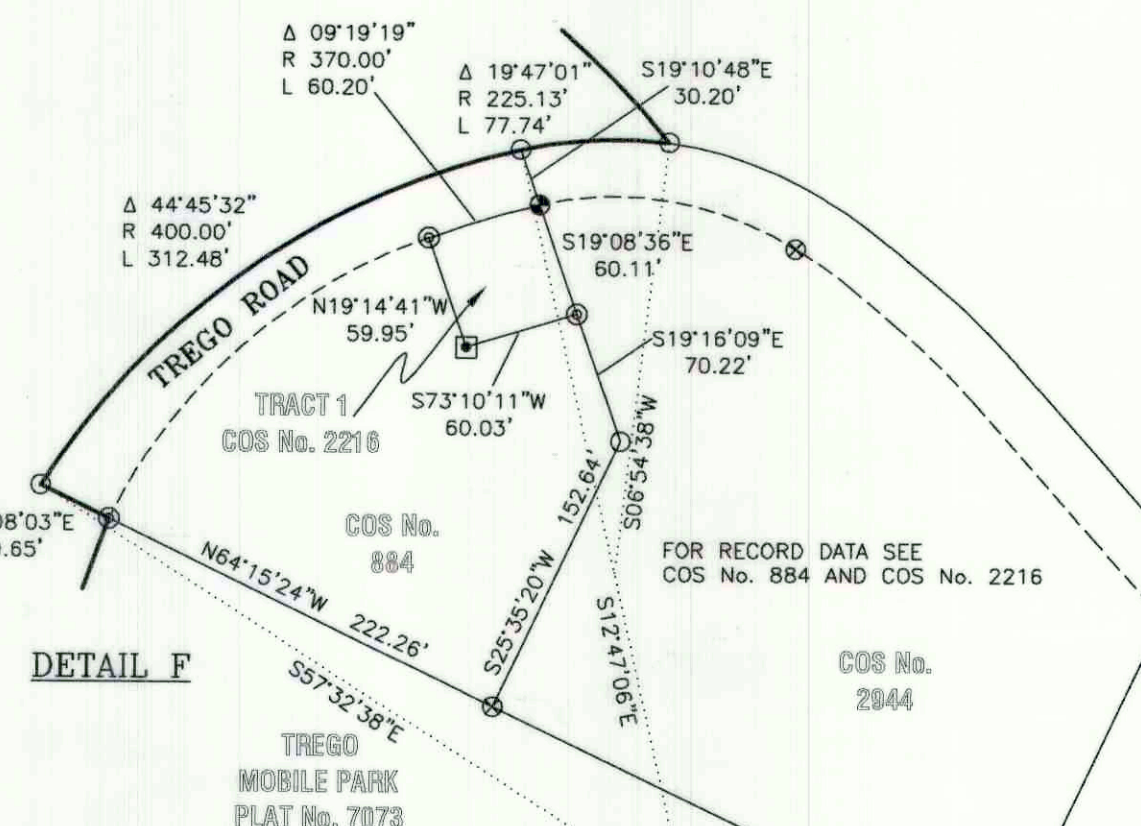 Δ 09°19'19"
R 370.00'
L 60.20'
Δ 19°47'01"
R 225.13'
L 77.74'
S19°10'48"E
30.20'
Δ 44°45'32"
R 400.00'
L 312.48'
TREGO ROAD
N19°14'41"W
59.95'
S19°08'36"E
60.11'
S19°16'09"E
70.22'
S73°10'11"W
60.03'
TRACT 1
COS No. 2216
S06°54'38"W
152.64'
S25°35'20"W
COS No.
884
08'03"E
.65'
N64°15'24"W
222.26'
FOR RECORD DATA SEE
COS No. 884 AND COS No. 2216
S12°47'06"E
DETAIL F
S57°32'38"E
COS No.
2944
TREGO
MOBILE PARK
PLAT No. 7073